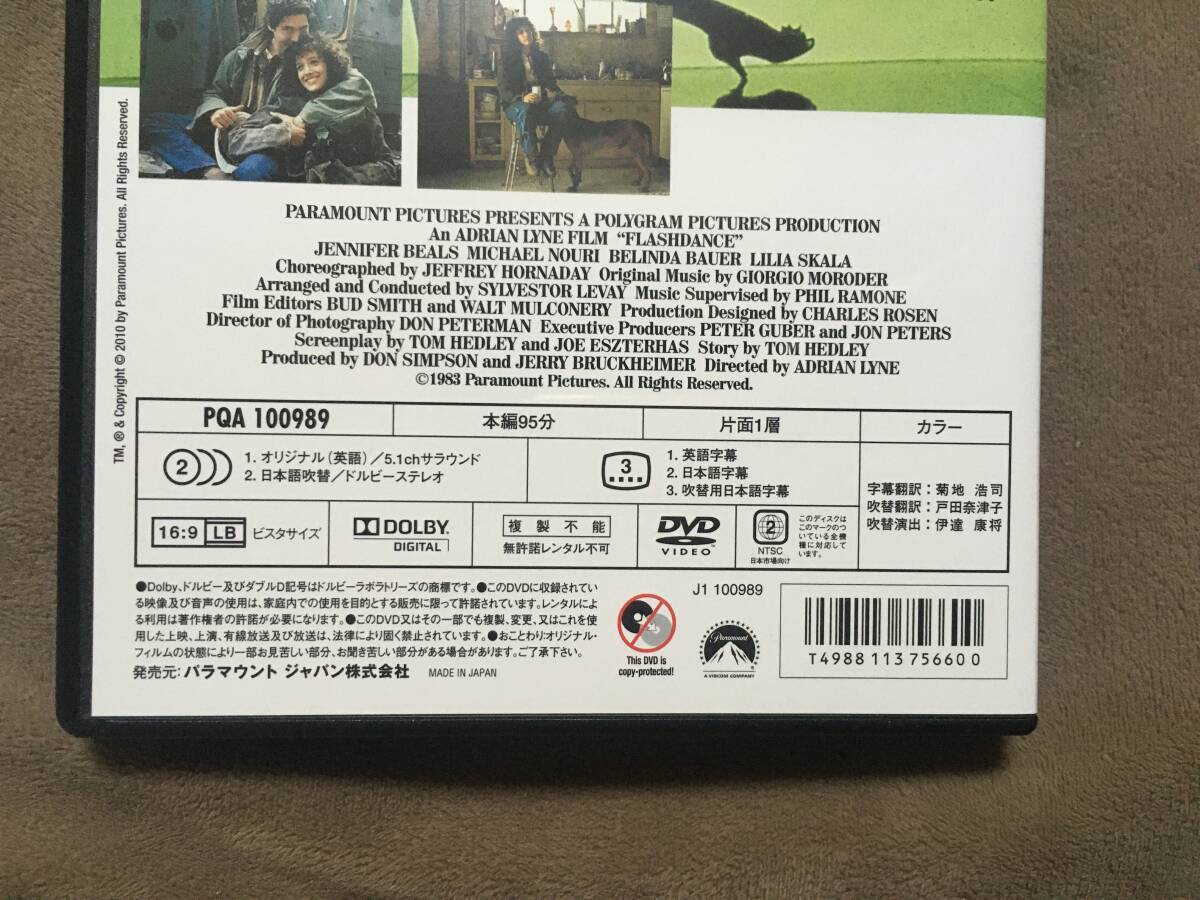 TM, ® & Copyright © 2010 by Paramount Pictures. All Rights Reserved.
PARAMOUNT PICTURES PRESENTS A POLYGRAM PICTURES PRODUCTION
An ADRIAN LYNE FILM “FLASHDANCE”
JENNIFER BEALS MICHAEL NOURI BELINDA BAUER LILIA SKALA
Choreographed by JEFFREY HORNADAY Original Music by GIORGIO MORODER
Arranged and Conducted by SYLVESTOR LEVAY Music Supervised by PHIL RAMONE
Film Editors BUD SMITH and WALT MULCONERY Production Designed by CHARLES ROSEN
Director of Photography DON PETERMAN Executive Producers PETER GUBER and JON PETERS
Screenplay by TOM HEDLEY and JOE ESZTERHAS Story by TOM HEDLEY
Produced by DON SIMPSON and JERRY BRUCKHEIMER Directed by ADRIAN LYNE
©1983 Paramount Pictures. All Rights Reserved.
PQA 100989 本編95分 片面1層 カラー
2
1. オリジナル(英語)/5.1chサラウンド
2. 日本語吹替/ドルビーステレオ
3
1. 英語字幕
2. 日本語字幕
3. 吹替用日本語字幕
字幕翻訳:菊地 浩司
吹替翻訳:戸田奈津子
吹替演出:伊達 康将
16:9 LB ビスタサイズ
DOLBY
DIGITAL
複製不能
無許諾レンタル不可
DVD
VIDEO
2
NTSC
日本市場向け
このディスクは
このマークのつ
いている全機
種に対応して
います。
●Dolby、ドルビー及びダブルD記号はドルビーラボラトリーズの商標です。●このDVDに収録されてい
る映像及び音声の使用は、家庭内での使用を目的とする販売に限って許諾されています。レンタルによ
る利用は著作権者の許諾が必要になります。●このDVD又はその一部でも複製、変更、又はこれを使
用した上映、上演、有線放送及び放送は、法律により固く禁止されています。●おことわり:オリジナル・
フィルムの状態により一部お見苦しい部分、お聞き苦しい部分がある場合があります。ご了承下さい。
発売元:パラマウント ジャパン株式会社 MADE IN JAPAN
This DVD is
copy-protected!
J1 100989
Paramount
A VIACOM COMPANY
T4988113756600